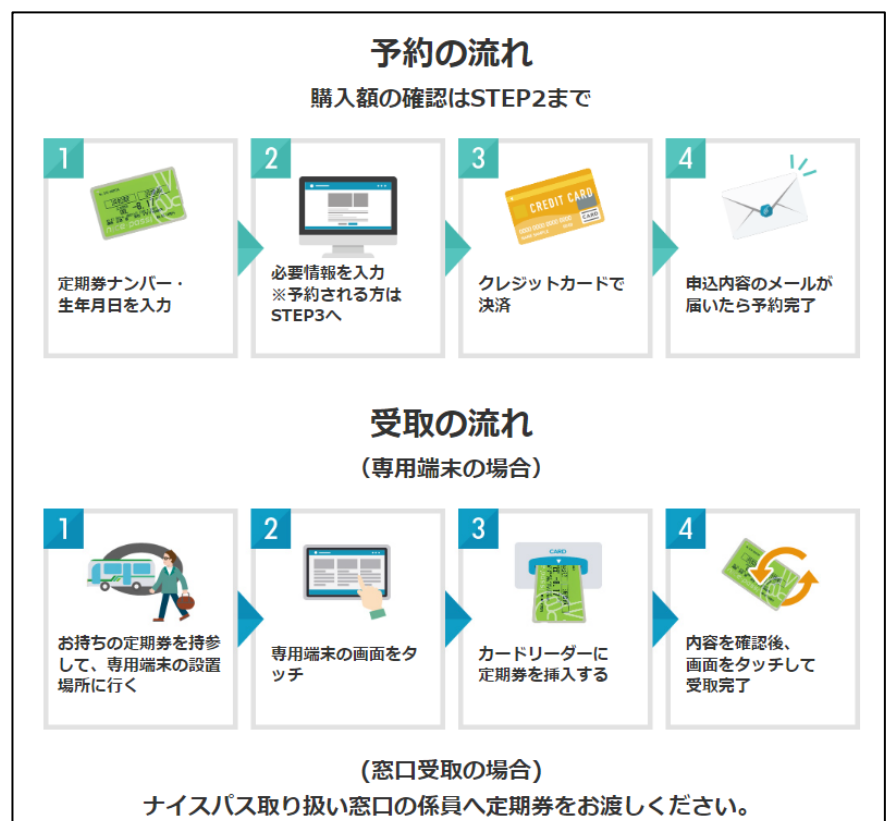 予約の流れ
購入額の確認はSTEP2まで
1
定期券ナンバー・
生年月日を入力
2
必要情報を入力
※予約される方は
STEP3へ
3
CREDIT CARD
CARD
クレジットカードで
決済
4
申込内容のメールが
届いたら予約完了
受取の流れ
（専用端末の場合）
1
お持ちの定期券を持参
して、専用端末の設置
場所に行く
2
専用端末の画面をタ
ッチ
3
CARD
カードリーダーに
定期券を挿入する
4
内容を確認後、
画面をタッチして
受取完了
(窓口受取の場合)
ナイスパス取り扱い窓口の係員へ定期券をお渡しください。